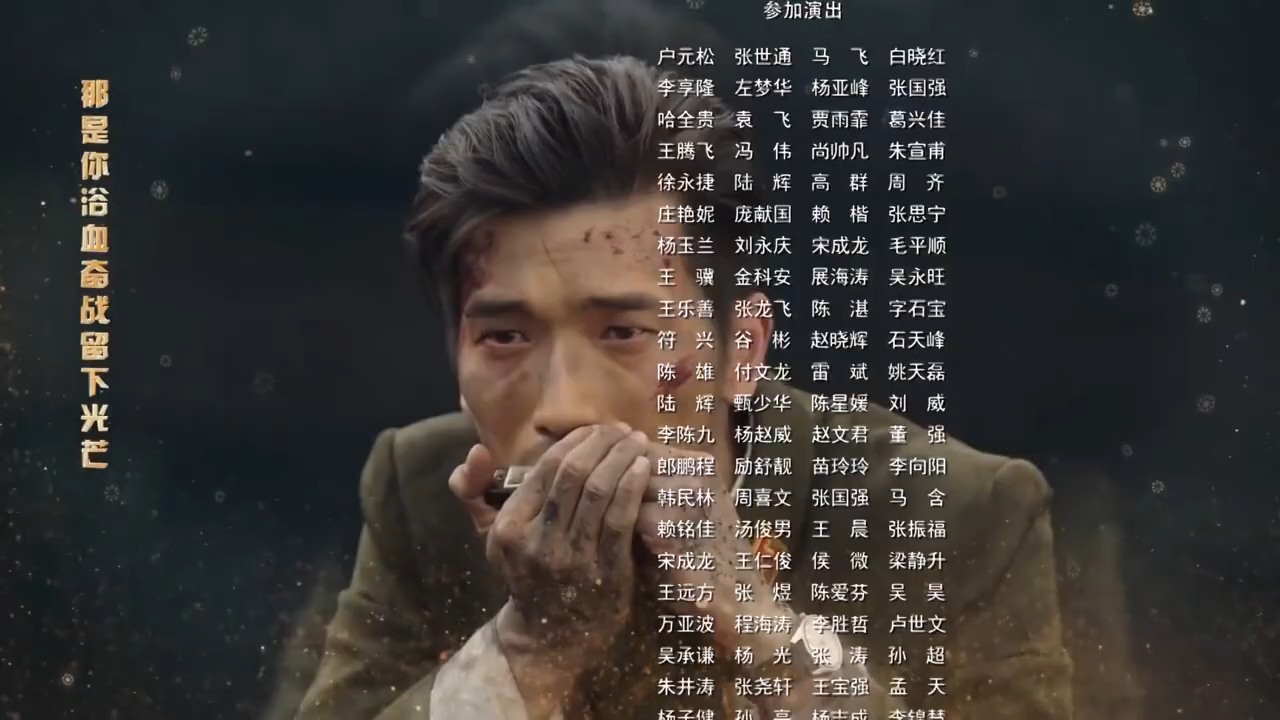 那是你浴血奋战留下光芒
参加演出
户元松 张世通 马 飞 白晓红
李享隆 左梦华 杨亚峰 张国强
哈全贵 袁 飞 贾雨霏 葛兴佳
王腾飞 冯 伟 尚帅凡 朱宣甫
徐永捷 陆 辉 高 群 周 齐
庄艳妮 庞献国 赖 楷 张思宁
杨玉兰 刘永庆 宋成龙 毛平顺
王 骥 金科安 展海涛 吴永旺
王乐善 张龙飞 陈 湛 字石宝
符 兴 谷 彬 赵晓辉 石天峰
陈 雄 付文龙 雷 斌 姚天磊
陆 辉 甄少华 陈星媛 刘 威
李陈九 杨赵威 赵文君 董 强
郎鹏程 励舒靓 苗玲玲 李向阳
韩民林 周喜文 张国强 马 含
赖铭佳 汤俊男 王 晨 张振福
宋成龙 王仁俊 侯 微 梁静升
王远方 张 煜 陈爱芬 吴 昊
万亚波 程海涛 李胜哲 卢世文
吴承谦 杨 光 张 涛 孙 超
朱井涛 张尧轩 王宝强 孟 天
杨子健 孙 亮 杨志成 李锦慧